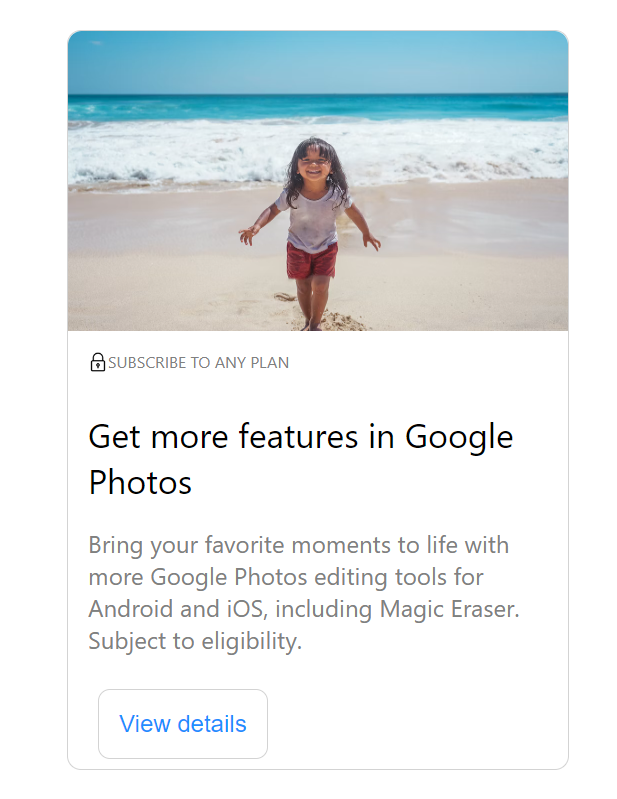 SUBSCRIBE TO ANY PLAN
Get more features in Google
Photos
Bring your favorite moments to life with
more Google Photos editing tools for
Android and iOS, including Magic Eraser.
Subject to eligibility.
View details